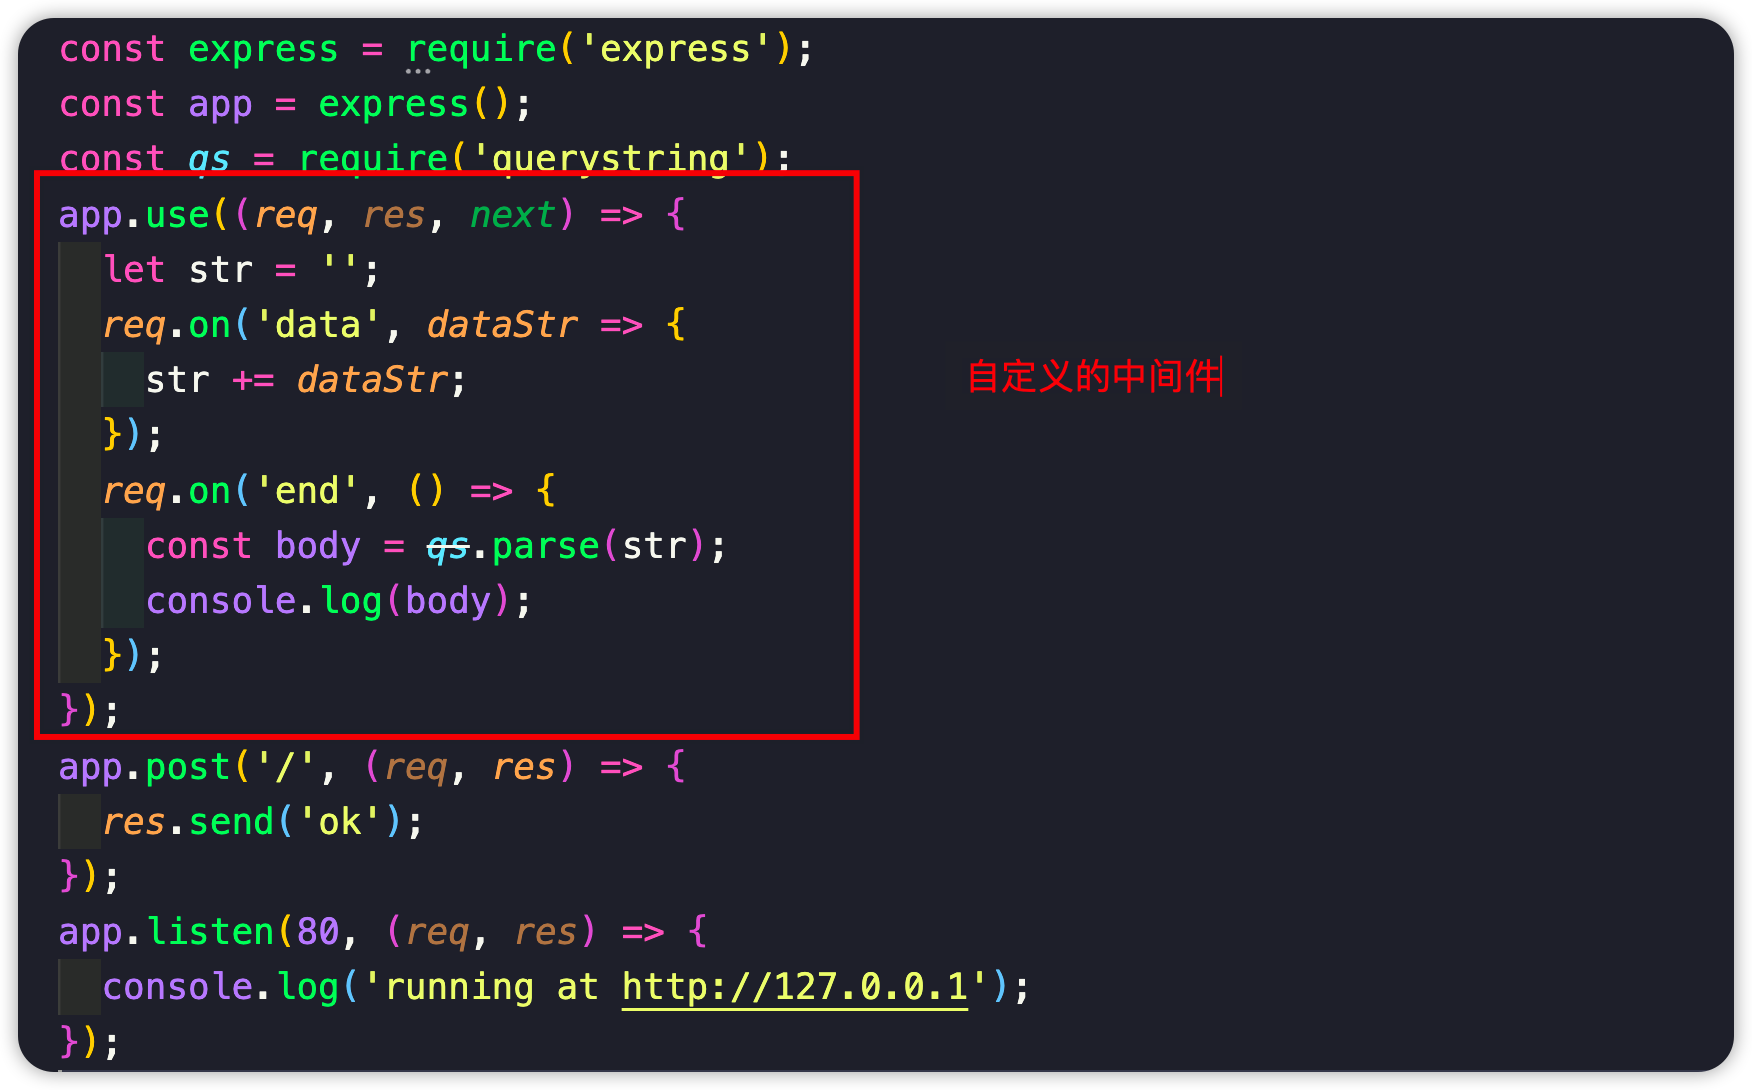 const express = require('express');
const app = express();
const qs = require('querystring');
app.use((req, res, next) => {
  let str = '';
  req.on('data', dataStr => {
    str += dataStr;
  });
自定义的中间件
  req.on('end', () => {
    const body = qs.parse(str);
    console.log(body);
  });
});
app.post('/', (req, res) => {
  res.send('ok');
});
app.listen(80, (req, res) => {
  console.log('running at http://127.0.0.1');
});